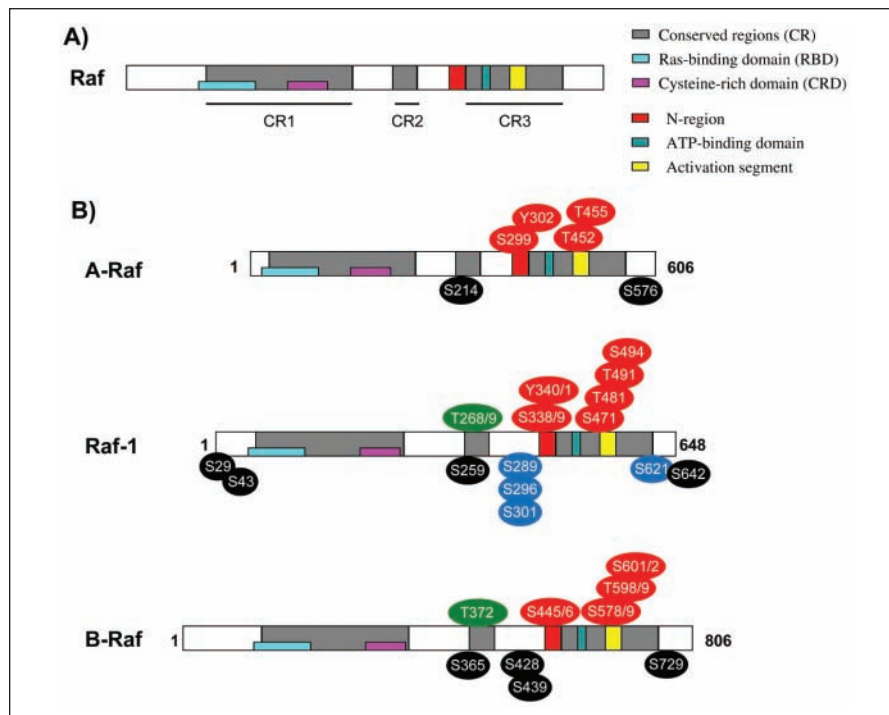 A)
Raf
CR1
CR2
CR3
Conserved regions (CR)
Ras-binding domain (RBD)
Cysteine-rich domain (CRD)
N-region
ATP-binding domain
Activation segment
B)
A-Raf
1
Y302
T455
S299
T452
606
S214
S576
Raf-1
1
S494
T491
Y340/1
T481
T268/9
S338/9
S471
648
S29
S43
S259
S289
S621
S642
S296
S301
B-Raf
1
S601/2
T598/9
T372
S445/6
S578/9
806
S365
S428
S729
S439